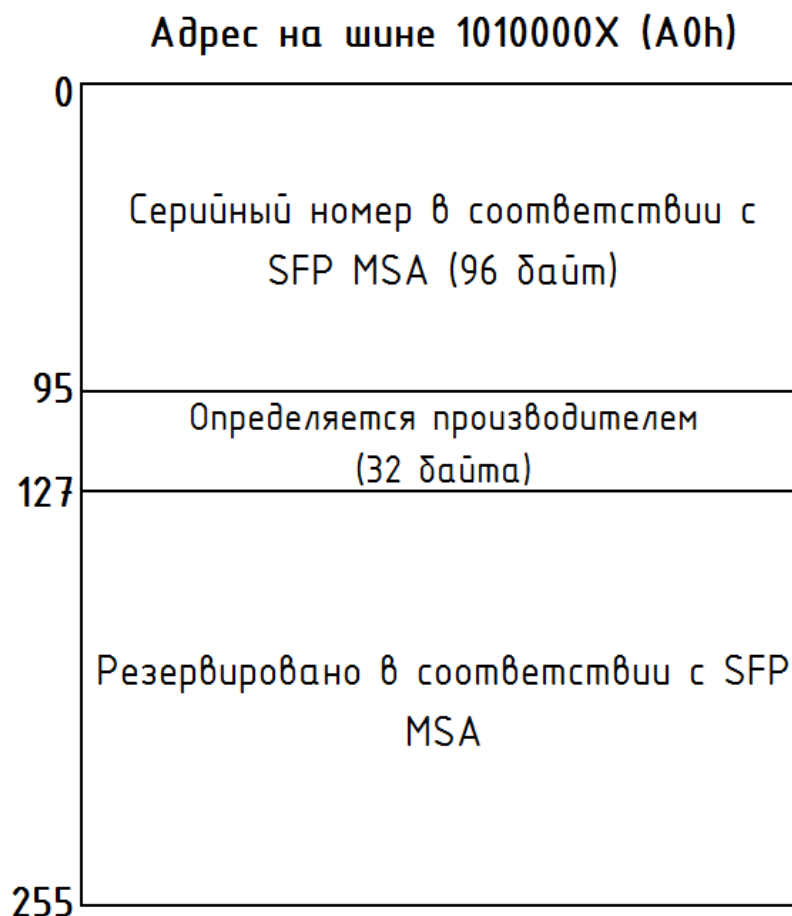 Адрес на шине 1010000X (A0h)
0
Серийный номер в соответствии с
SFP MSA (96 байт)
95
Определяется производителем
(32 байта)
127
Резервировано в соответствии с SFP
MSA
255